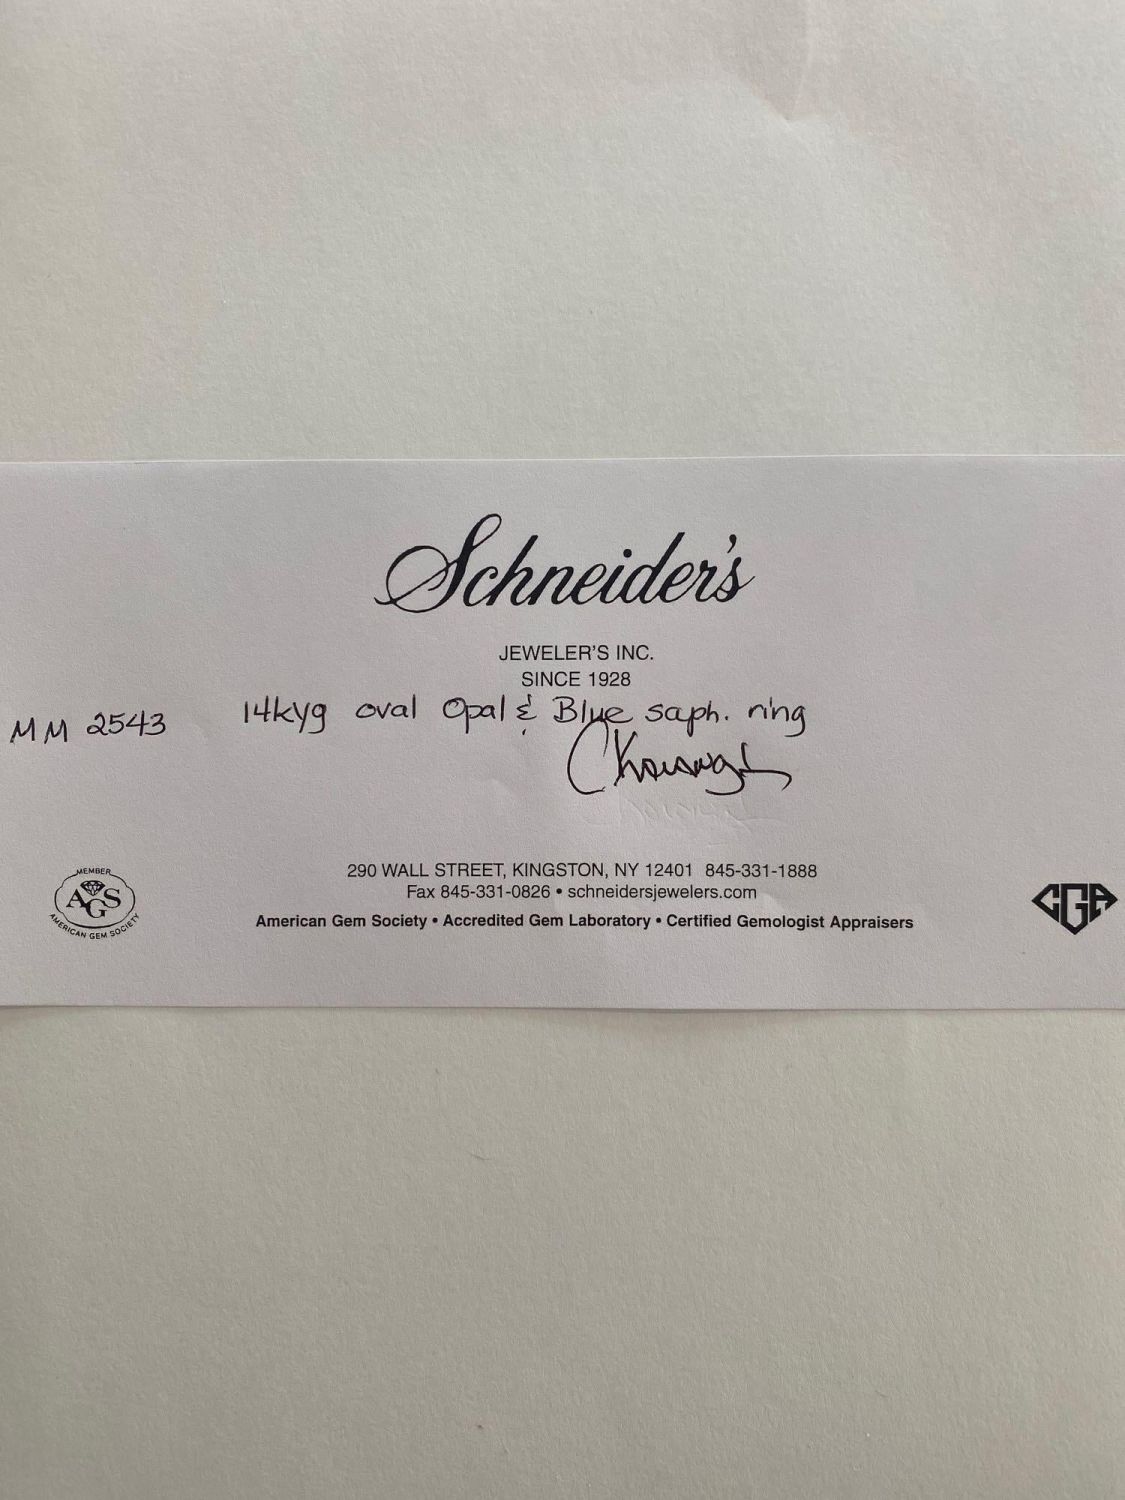 Schneider's
JEWELER'S INC.
SINCE 1928
MM 2543 14kyg oval Opal & Blue saph. ring
290 WALL STREET, KINGSTON, NY 12401 845-331-1888
Fax 845-331-0826 • schneidersjewelers.com
American Gem Society • Accredited Gem Laboratory • Certified Gemologist Appraisers
MEMBER
AGS
AMERICAN GEM SOCIETY
CGA